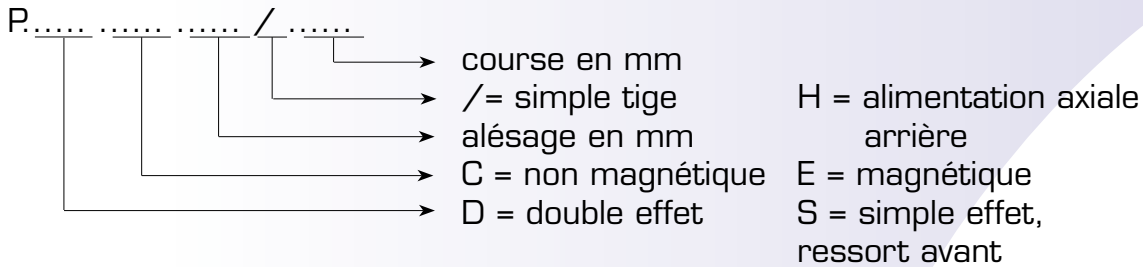 P...... ...... ...... / ......
course en mm
/= simple tige H = alimentation axiale
alésage en mm arrière
C = non magnétique E = magnétique
D = double effet S = simple effet,
ressort avant